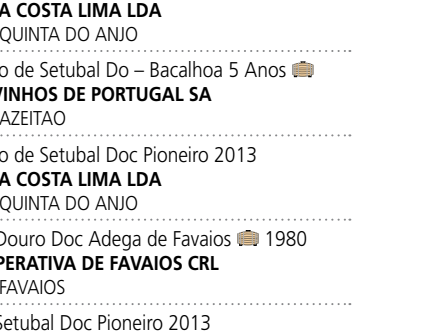 A COSTA LIMA LDA
QUINTA DO ANJO
o de Setubal Do – Bacalhoa 5 Anos
VINHOS DE PORTUGAL SA
AZEITAO
o de Setubal Doc Pioneiro 2013
A COSTA LIMA LDA
QUINTA DO ANJO
Douro Doc Adega de Favaios 1980
PERATIVA DE FAVAIOS CRL
FAVAIOS
Setubal Doc Pioneiro 2013